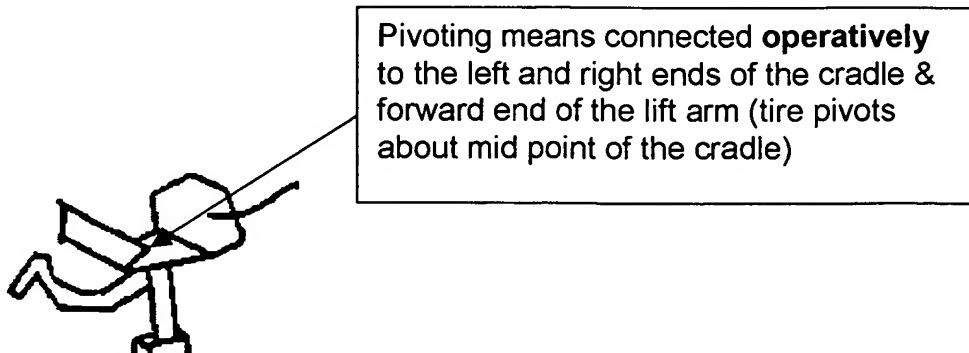 Pivoting means connected operatively
to the left and right ends of the cradle &
forward end of the lift arm (tire pivots
about mid point of the cradle)